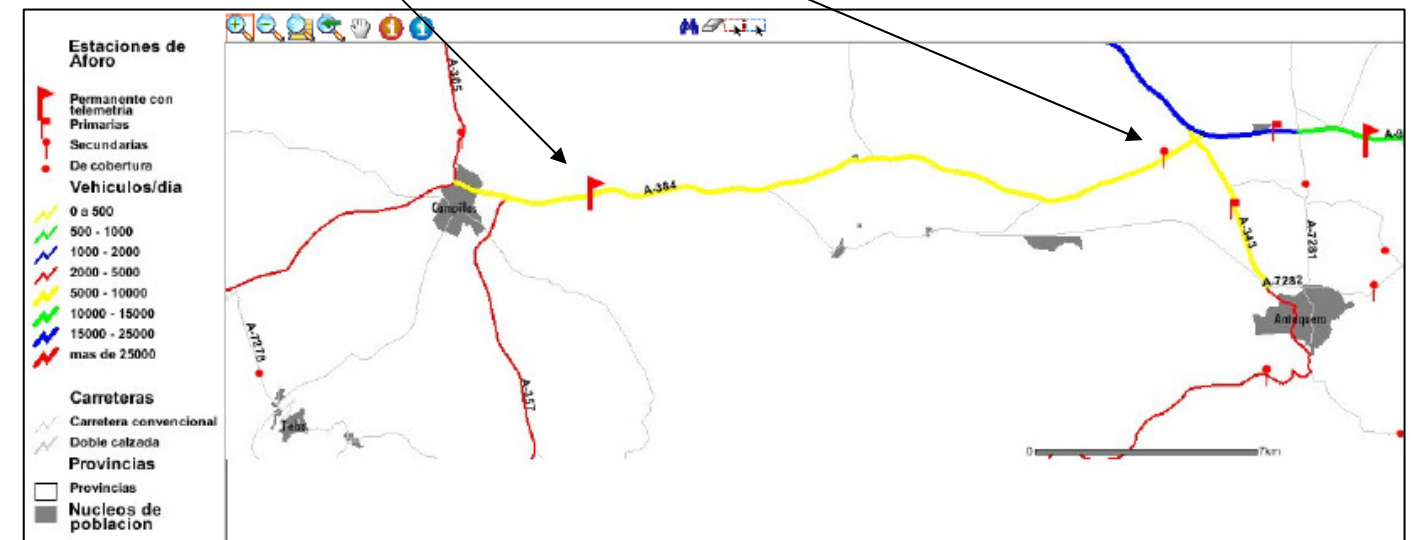 Estaciones de
Aforo
Permanente con
telemetria
Primarias
Secundarias
De cobertura
Vehiculos/dia
0 a 500
500 - 1000
1000 - 2000
2000 - 5000
5000 - 10000
10000 - 15000
15000 - 25000
mas de 25000
Carreteras
Carretera convencional
Doble calzada
Provincias
Provincias
Nucleos de
poblacion
A-365
Campillos
A-384
A-357
A-7278
Teba
A-343
A-7281
A-7282
Antequera
0
7km